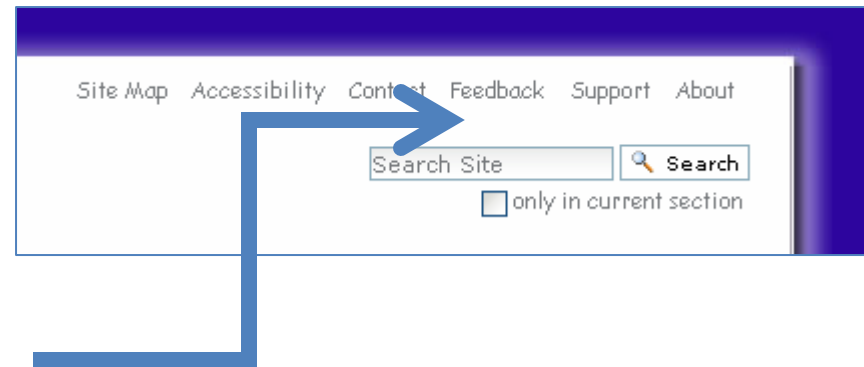 Site Map Accessibility Contact Feedback Support About
Search Site Search
only in current section